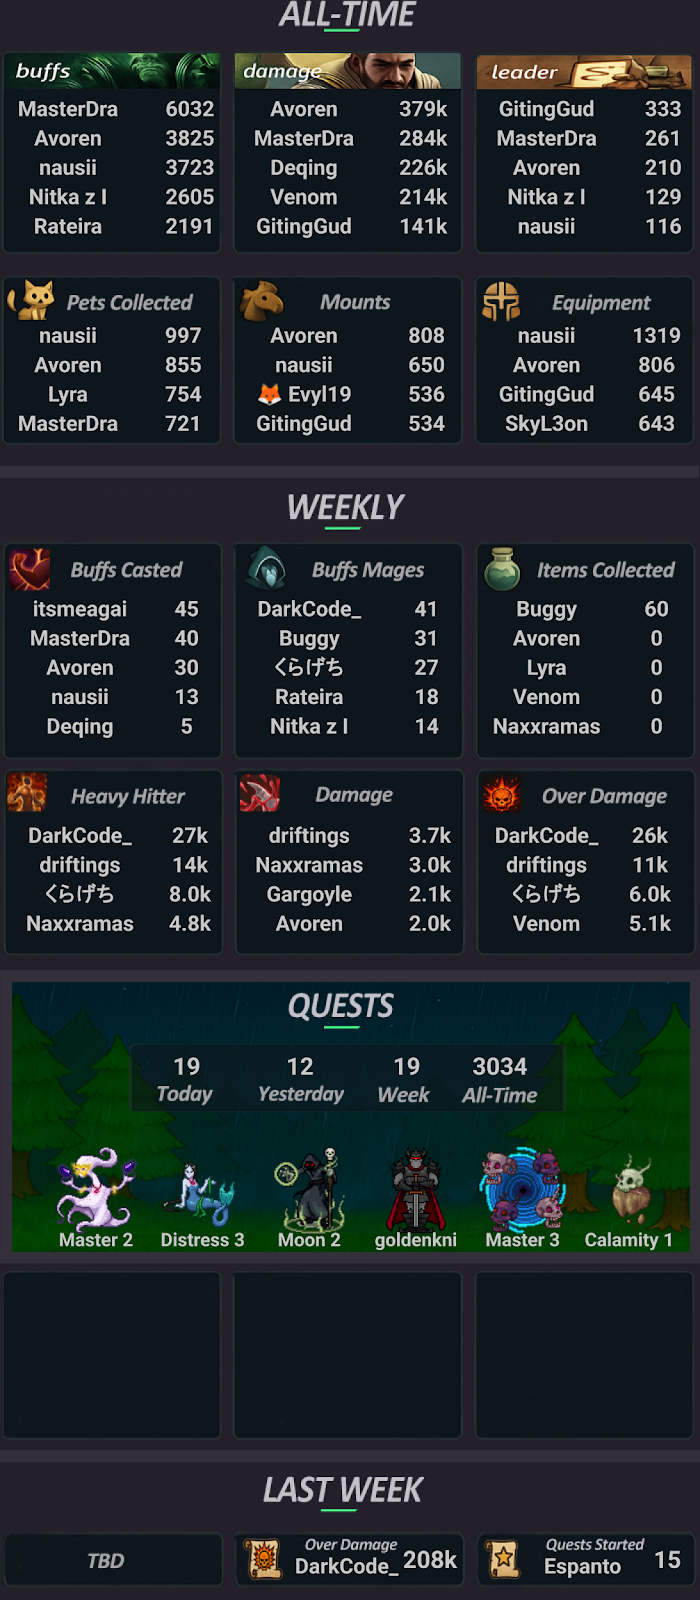 ALL-TIME
buffs
MasterDra 6032
Avoren 3825
nausii 3723
Nitka z I 2605
Rateira 2191
damage
Avoren 379k
MasterDra 284k
Deqing 226k
Venom 214k
GitingGud 141k
leader
GitingGud 333
MasterDra 261
Avoren 210
Nitka z I 129
nausii 116
Pets Collected
nausii 997
Avoren 855
Lyra 754
MasterDra 721
Mounts
Avoren 808
nausii 650
🦊 Evyl19 536
GitingGud 534
Equipment
nausii 1319
Avoren 806
GitingGud 645
SkyL3on 643
WEEKLY
Buffs Casted
itsmeagai 45
MasterDra 40
Avoren 30
nausii 13
Deqing 5
Buffs Mages
DarkCode_ 41
Buggy 31
くらげち 27
Rateira 18
Nitka z I 14
Items Collected
Buggy 60
Avoren 0
Lyra 0
Venom 0
Naxxramas 0
Heavy Hitter
DarkCode_ 27k
driftings 14k
くらげち 8.0k
Naxxramas 4.8k
Damage
driftings 3.7k
Naxxramas 3.0k
Gargoyle 2.1k
Avoren 2.0k
Over Damage
DarkCode_ 26k
driftings 11k
くらげち 6.0k
Venom 5.1k
QUESTS
19 12 19 3034
Today Yesterday Week All-Time
Master 2 Distress 3 Moon 2 goldenkni Master 3 Calamity 1
LAST WEEK
TBD
Over Damage
DarkCode_ 208k
Quests Started
Espanto 15